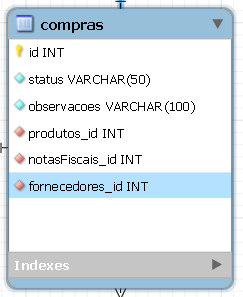 compras
id INT
status VARCHAR(50)
observacoes VARCHAR(100)
produtos_id INT
notasFiscais_id INT
fornecedores_id INT
Indexes